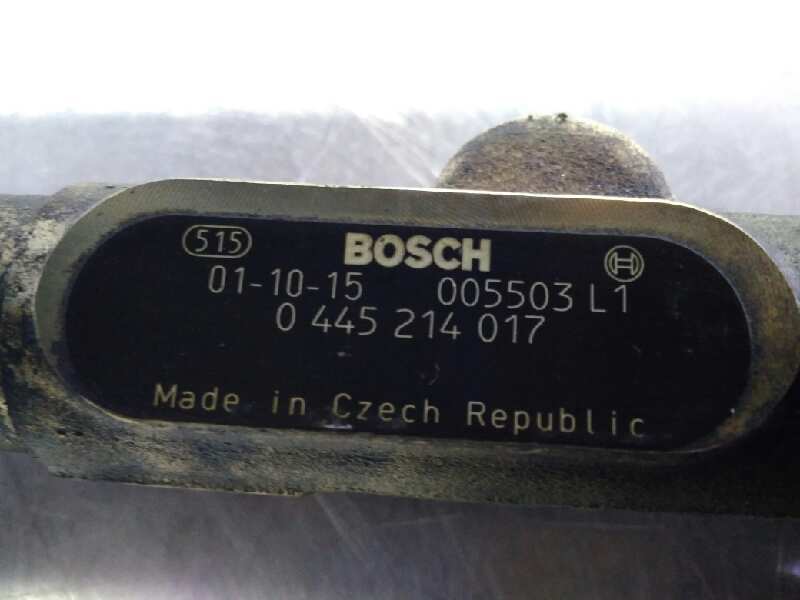 515 BOSCH
01-10-15 005503 L1
0 445 214 017
Made in Czech Republic